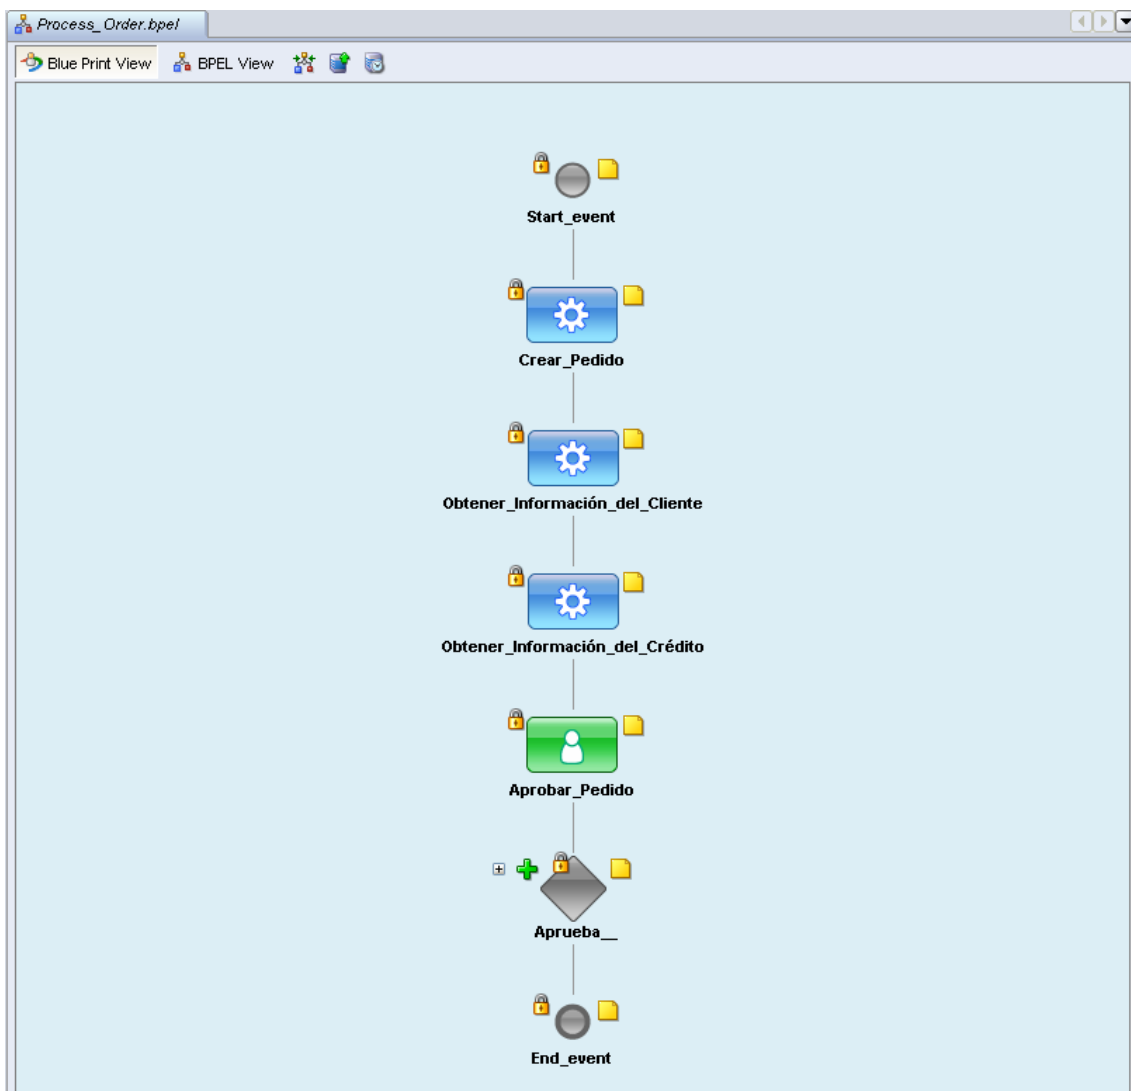 Process_Order.bpel
Blue Print View BPEL View
Start_event
Crear_Pedido
Obtener_Información_del_Cliente
Obtener_Información_del_Crédito
Aprobar_Pedido
Aprueba__
End_event